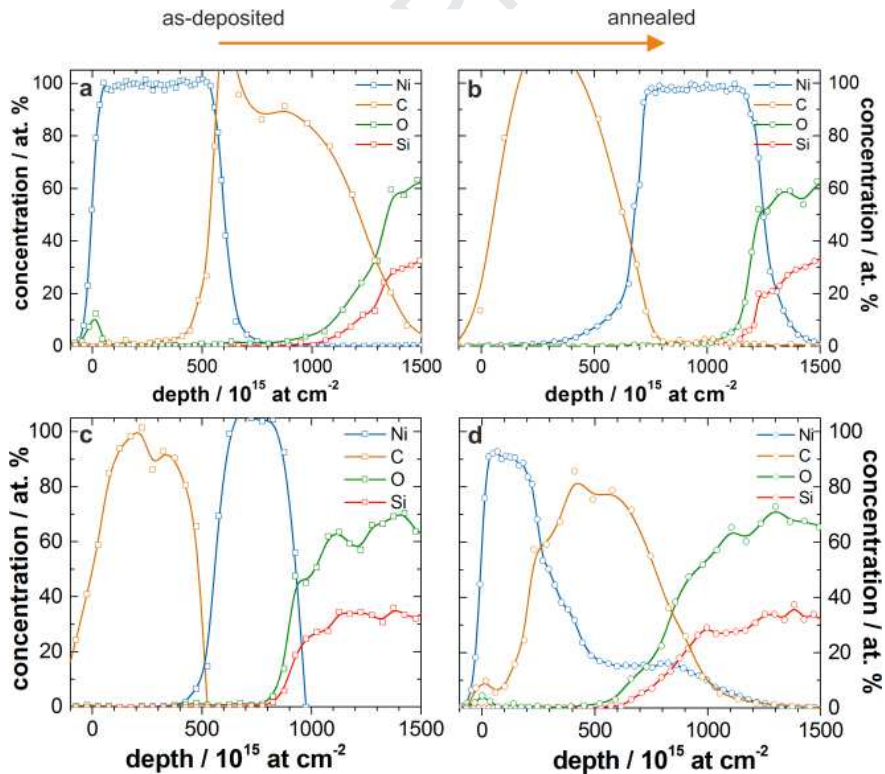 as-deposited annealed
a
Ni
C
O
Si
concentration / at. %
100
80
60
40
20
0
0 500 1000 1500
depth / 10¹⁵ at cm⁻²
b
Ni
C
O
Si
concentration / at. %
100
80
60
40
20
0
0 500 1000 1500
depth / 10¹⁵ at cm⁻²
c
Ni
C
O
Si
concentration / at. %
100
80
60
40
20
0
0 500 1000 1500
depth / 10¹⁵ at cm⁻²
d
Ni
C
O
Si
concentration / at. %
100
80
60
40
20
0
0 500 1000 1500
depth / 10¹⁵ at cm⁻²